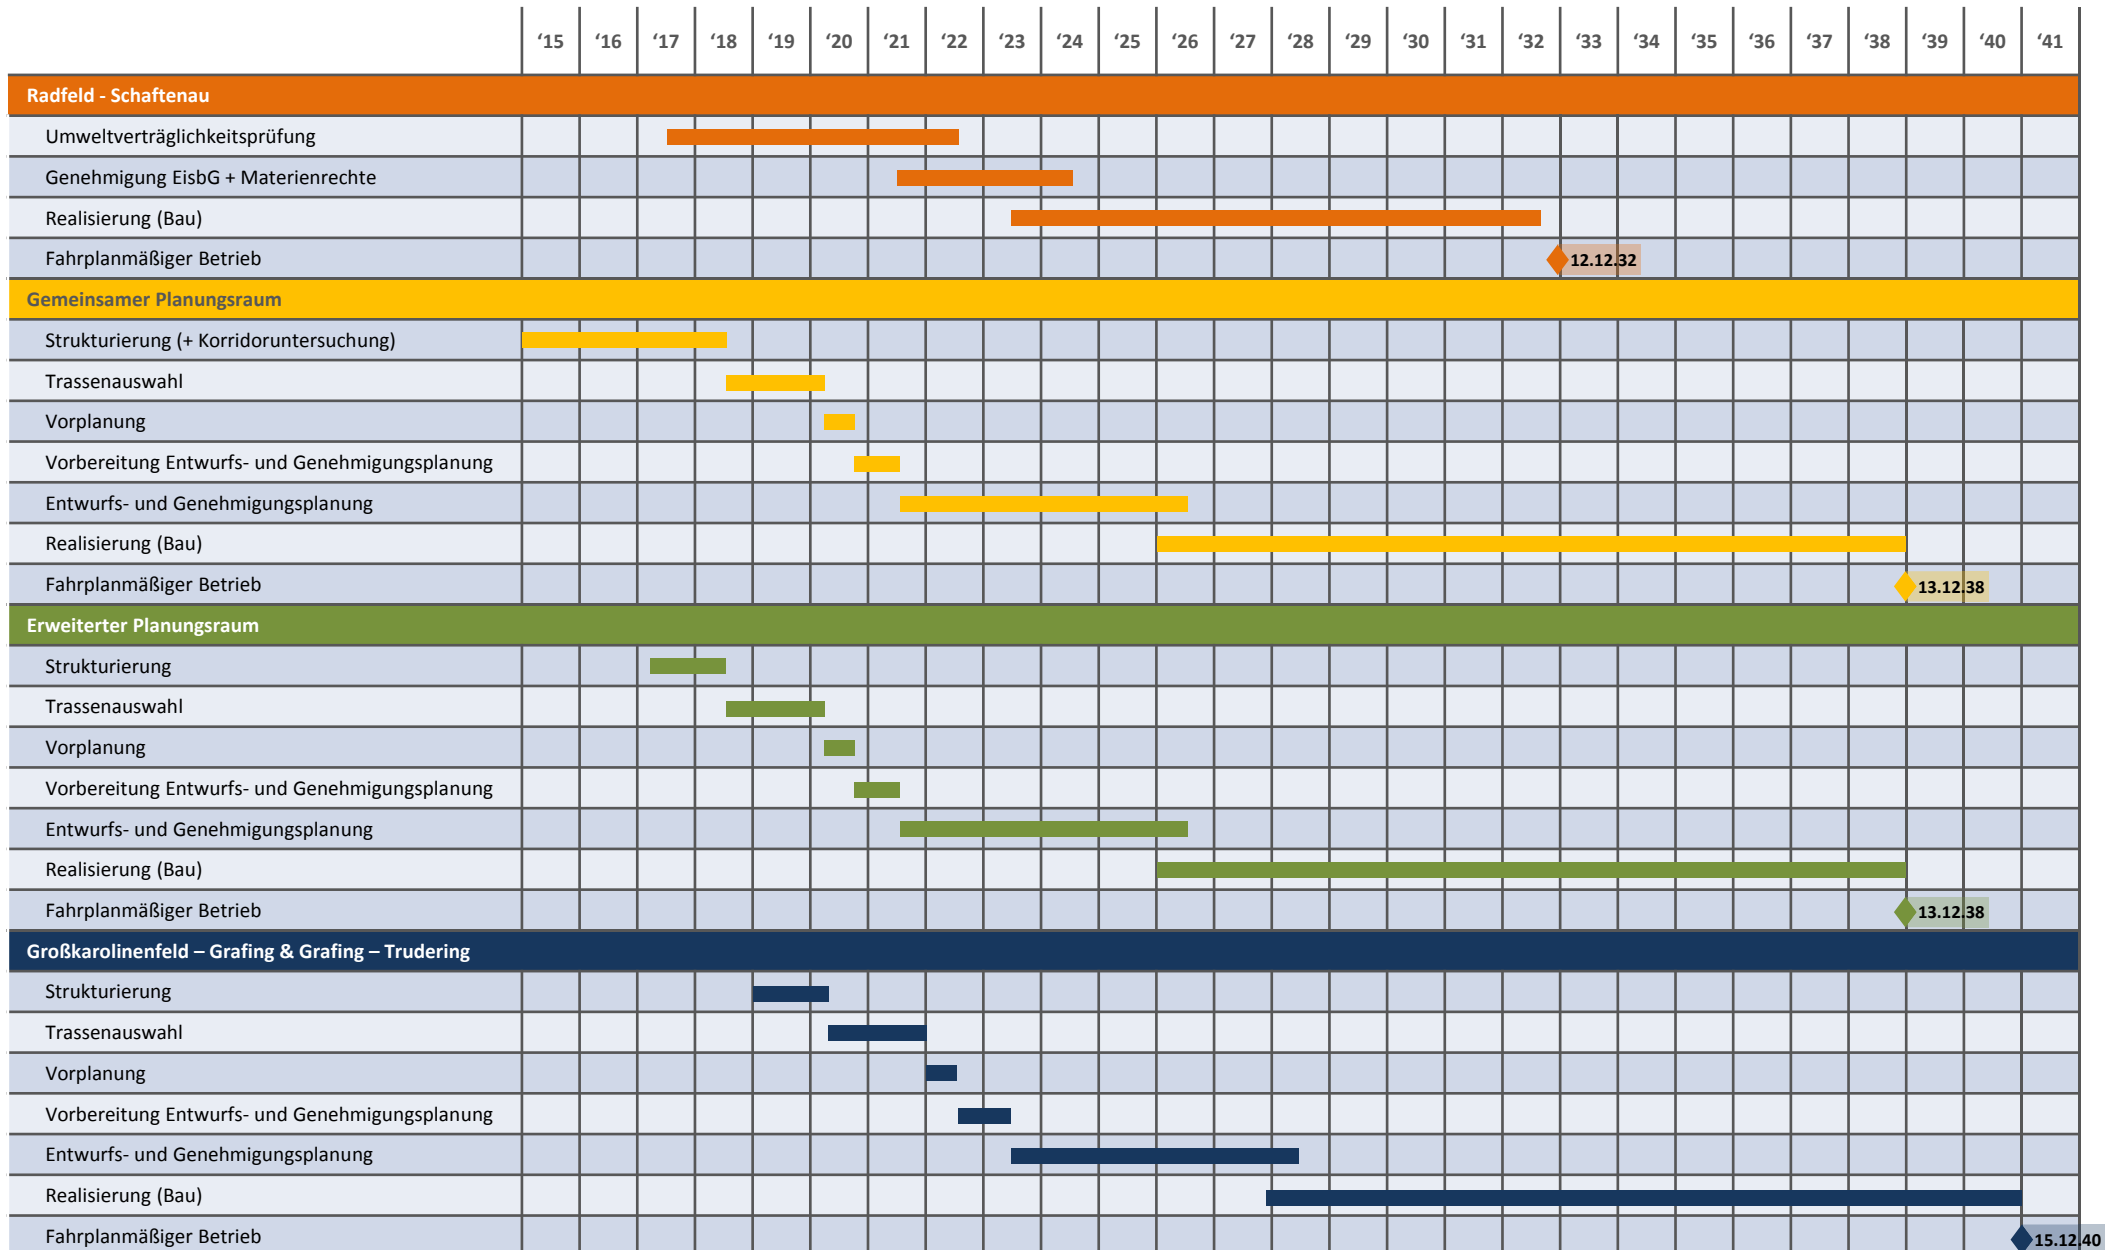 ‘15 ‘16 ‘17 ‘18 ‘19 ‘20 ‘21 ‘22 ‘23 ‘24 ‘25 ‘26 ‘27 ‘28 ‘29 ‘30 ‘31 ‘32 ‘33 ‘34 ‘35 ‘36 ‘37 ‘38 ‘39 ‘40 ‘41
Radfeld - Schaftenau
Umweltverträglichkeitsprüfung
Genehmigung EisbG + Materienrechte
Realisierung (Bau)
Fahrplanmäßiger Betrieb 12.12.32
Gemeinsamer Planungsraum
Strukturierung (+ Korridoruntersuchung)
Trassenauswahl
Vorplanung
Vorbereitung Entwurfs- und Genehmigungsplanung
Entwurfs- und Genehmigungsplanung
Realisierung (Bau)
Fahrplanmäßiger Betrieb 13.12.38
Erweiterter Planungsraum
Strukturierung
Trassenauswahl
Vorplanung
Vorbereitung Entwurfs- und Genehmigungsplanung
Entwurfs- und Genehmigungsplanung
Realisierung (Bau)
Fahrplanmäßiger Betrieb 13.12.38
Großkarolinenfeld – Grafing & Grafing – Trudering
Strukturierung
Trassenauswahl
Vorplanung
Vorbereitung Entwurfs- und Genehmigungsplanung
Entwurfs- und Genehmigungsplanung
Realisierung (Bau)
Fahrplanmäßiger Betrieb 15.12.40